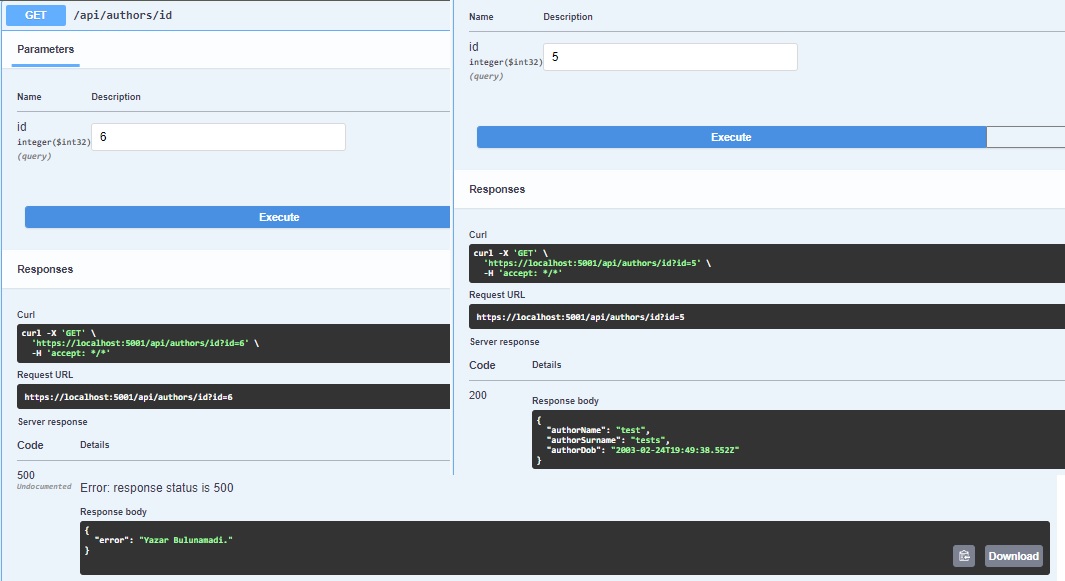 GET /api/authors/id
Parameters
Name Description
id
integer($int32) 6
(query)
Execute
Responses
Curl
curl -X 'GET' \
'https://localhost:5001/api/authors/id?id=6' \
-H 'accept: */*'
Request URL
https://localhost:5001/api/authors/id?id=6
Server response
Code Details
500
Undocumented
Error: response status is 500
Response body
{
"error": "Yazar Bulunamadi."
}
Download
Name Description
id
integer($int32) 5
(query)
Execute
Responses
Curl
curl -X 'GET' \
'https://localhost:5001/api/authors/id?id=5' \
-H 'accept: */*'
Request URL
https://localhost:5001/api/authors/id?id=5
Server response
Code Details
200
Response body
{
"authorName": "test",
"authorSurname": "tests",
"authorDob": "2003-02-24T19:49:38.552Z"
}